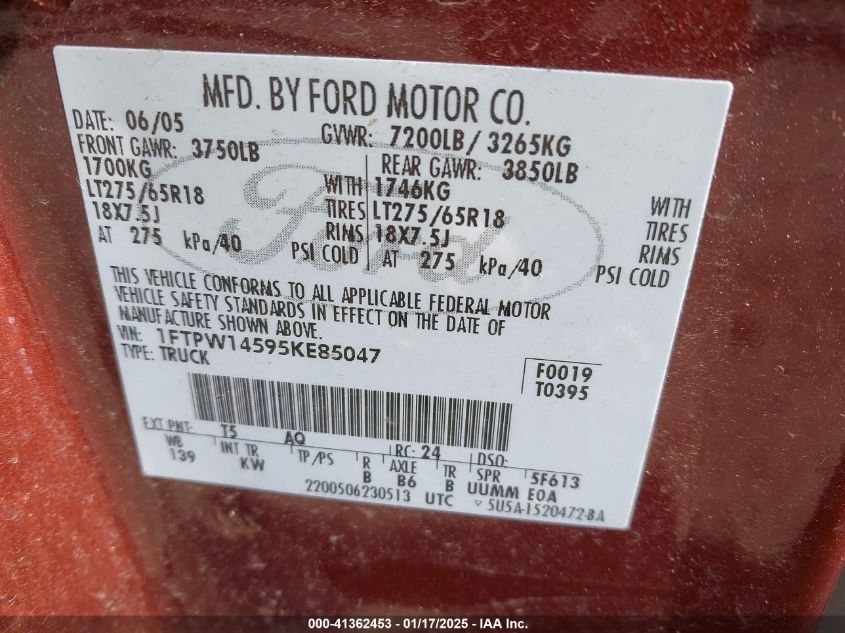 MFD. BY FORD MOTOR CO.
DATE: 06/05 GVWR: 7200LB/ 3265KG
FRONT GAWR: 3750LB REAR GAWR: 3850LB
1700KG WITH 1746KG WITH
LT275/65R18 TIRES LT275/65R18 TIRES
18X7.5J RIMS 18X7.5J RIMS
AT 275 kPa/40 PSI COLD AT 275 kPa/40 PSI COLD
Ford
THIS VEHICLE CONFORMS TO ALL APPLICABLE FEDERAL MOTOR
VEHICLE SAFETY STANDARDS IN EFFECT ON THE DATE OF
MANUFACTURE SHOWN ABOVE.
VIN: 1FTPW14595KE85047
TYPE: TRUCK
F0019
T0395
EXT PNT: T5 AQ RC: 24 DSO:
WB INT TR TP/PS R AXLE TR SPR 5F613
139 KW B B6 B UUMM EOA
2200506230513 UTC 5U5A-1520472-BA
000-41362453 - 01/17/2025 - IAA Inc.